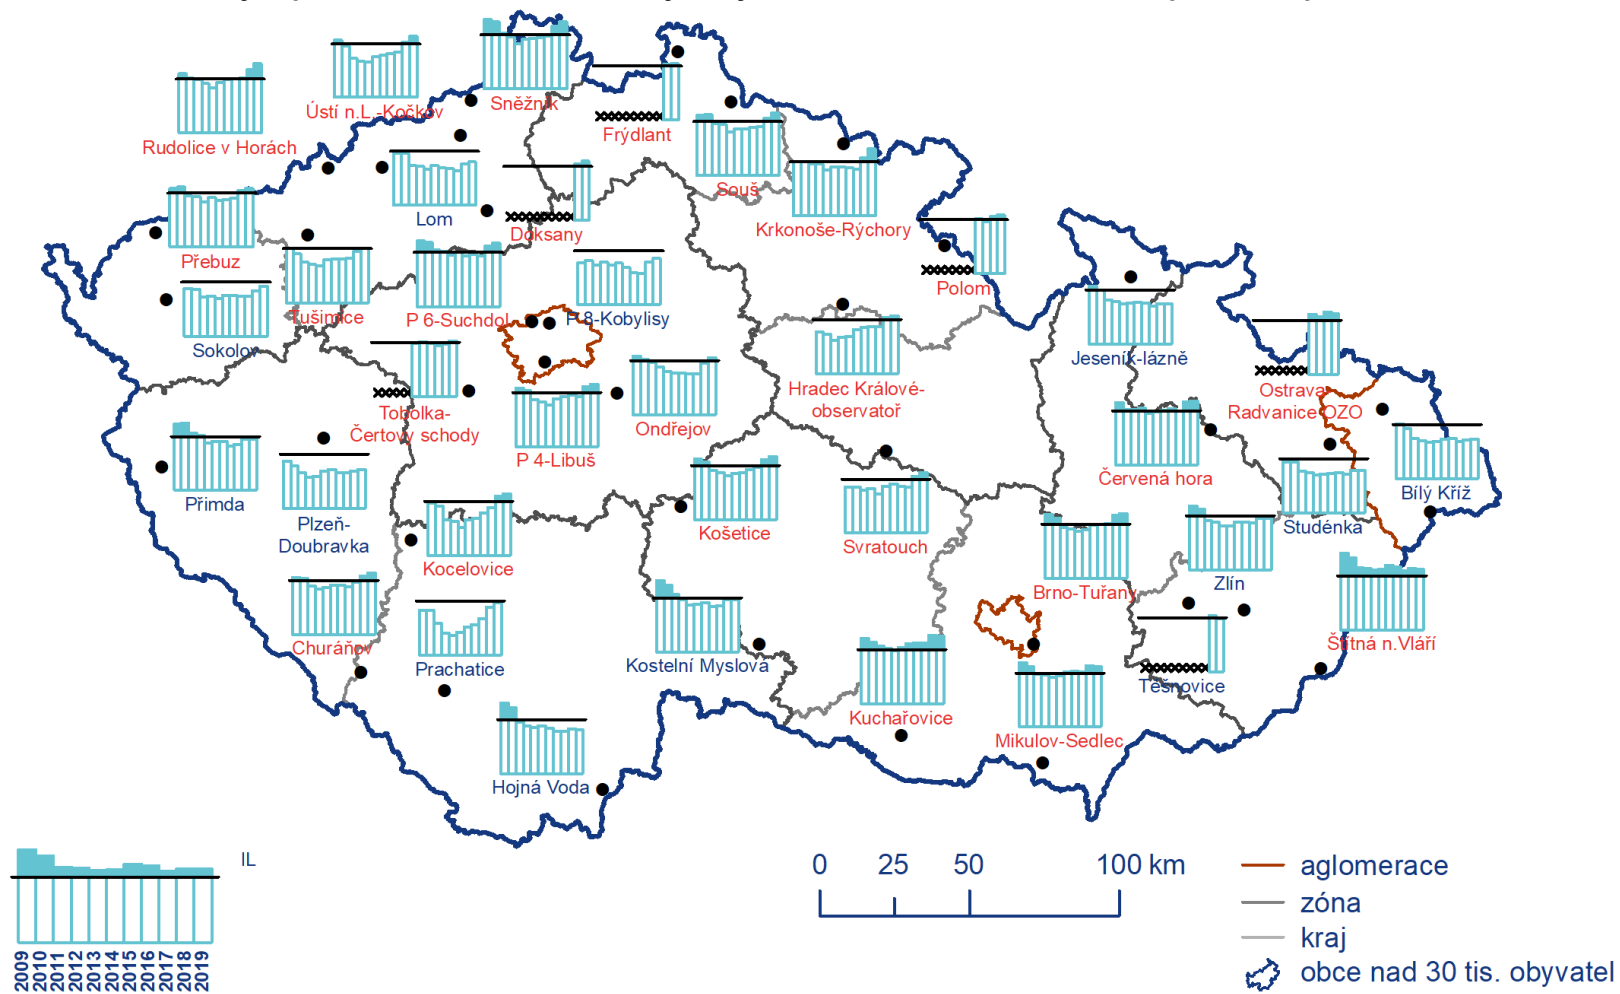 Sněžník
Ústí n.L.-Kočkov
Frýdlant
Rudolice v Horách
Souš
Lom
Krkonoše-Rýchory
Doksany
Přebuz
Polom
Tušimice
P 6-Suchdol
P 8-Kobylisy
Sokolov
Jeseník-lázně
Hradec Králové-
observatoř
Ostrava-
Radvanice OZO
Tobolka-
Čertovy schody
Ondřejov
P 4-Libuš
Červená hora
Bílý Kříž
Přimda
Plzeň-
Doubravka
Studénka
Košetice
Svratouch
Kocelovice
Zlín
Brno-Tuřany
Churáňov
Štítná n.Vláří
Prachatice
Kostelní Myslová
Těšnovice
Kuchařovice
Mikulov-Sedlec
Hojná Voda
IL
2009
2010
2011
2012
2013
2014
2015
2016
2017
2018
2019
0 25 50 100 km
aglomerace
zóna
kraj
obce nad 30 tis. obyvatel